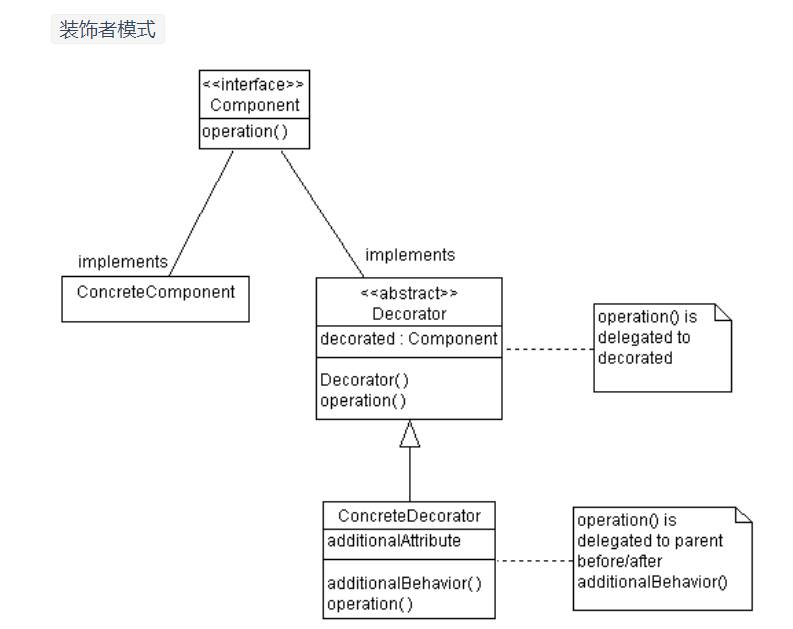 装饰者模式
<<interface>>
Component
operation()
implements
implements
ConcreteComponent
<<abstract>>
Decorator
decorated : Component
Decorator()
operation()
operation() is
delegated to
decorated
ConcreteDecorator
additionalAttribute
additionalBehavior()
operation()
operation() is
delegated to parent
before/after
additionalBehavior()